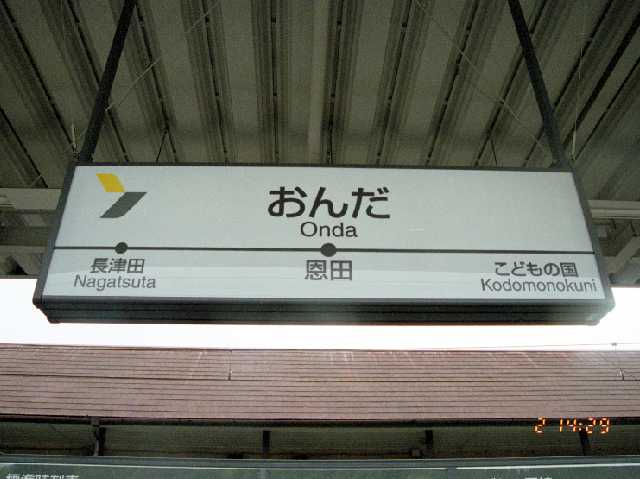 おんだ
Onda
長津田
Nagatsuta
恩田
こどもの国
Kodomonokuni
2 14:29